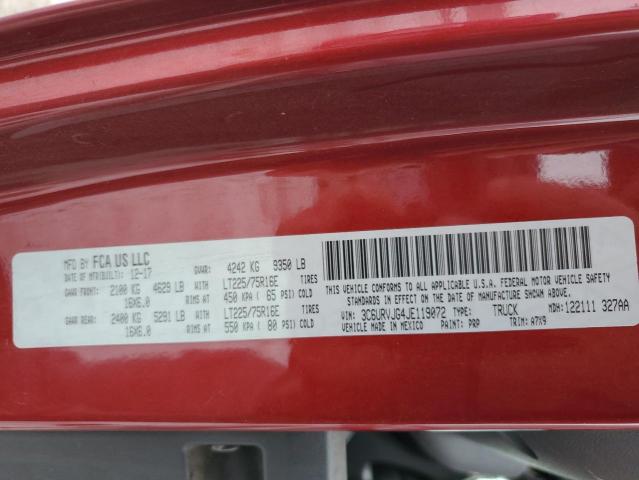 MFD BY FCA US LLC
DATE OF MFR(BUILT): 12-17 GVWR: 4242 KG 9350 LB
GAWR FRONT: 2100 KG 4629 LB WITH LT225/75R16E TIRES
16X6.0 RIMS AT 450 KPA ( 65 PSI) COLD
GAWR REAR: 2400 KG 5291 LB WITH LT225/75R16E TIRES
16X6.0 RIMS AT 550 KPA ( 80 PSI) COLD
THIS VEHICLE CONFORMS TO ALL APPLICABLE U.S.A. FEDERAL MOTOR VEHICLE SAFETY
STANDARDS IN EFFECT ON THE DATE OF MANUFACTURE SHOWN ABOVE.
VIN: 3C6URVJG4JE119072 TYPE: TRUCK MDH:122111 327AA
VEHICLE MADE IN MEXICO PAINT: PRP TRIM: A7X9